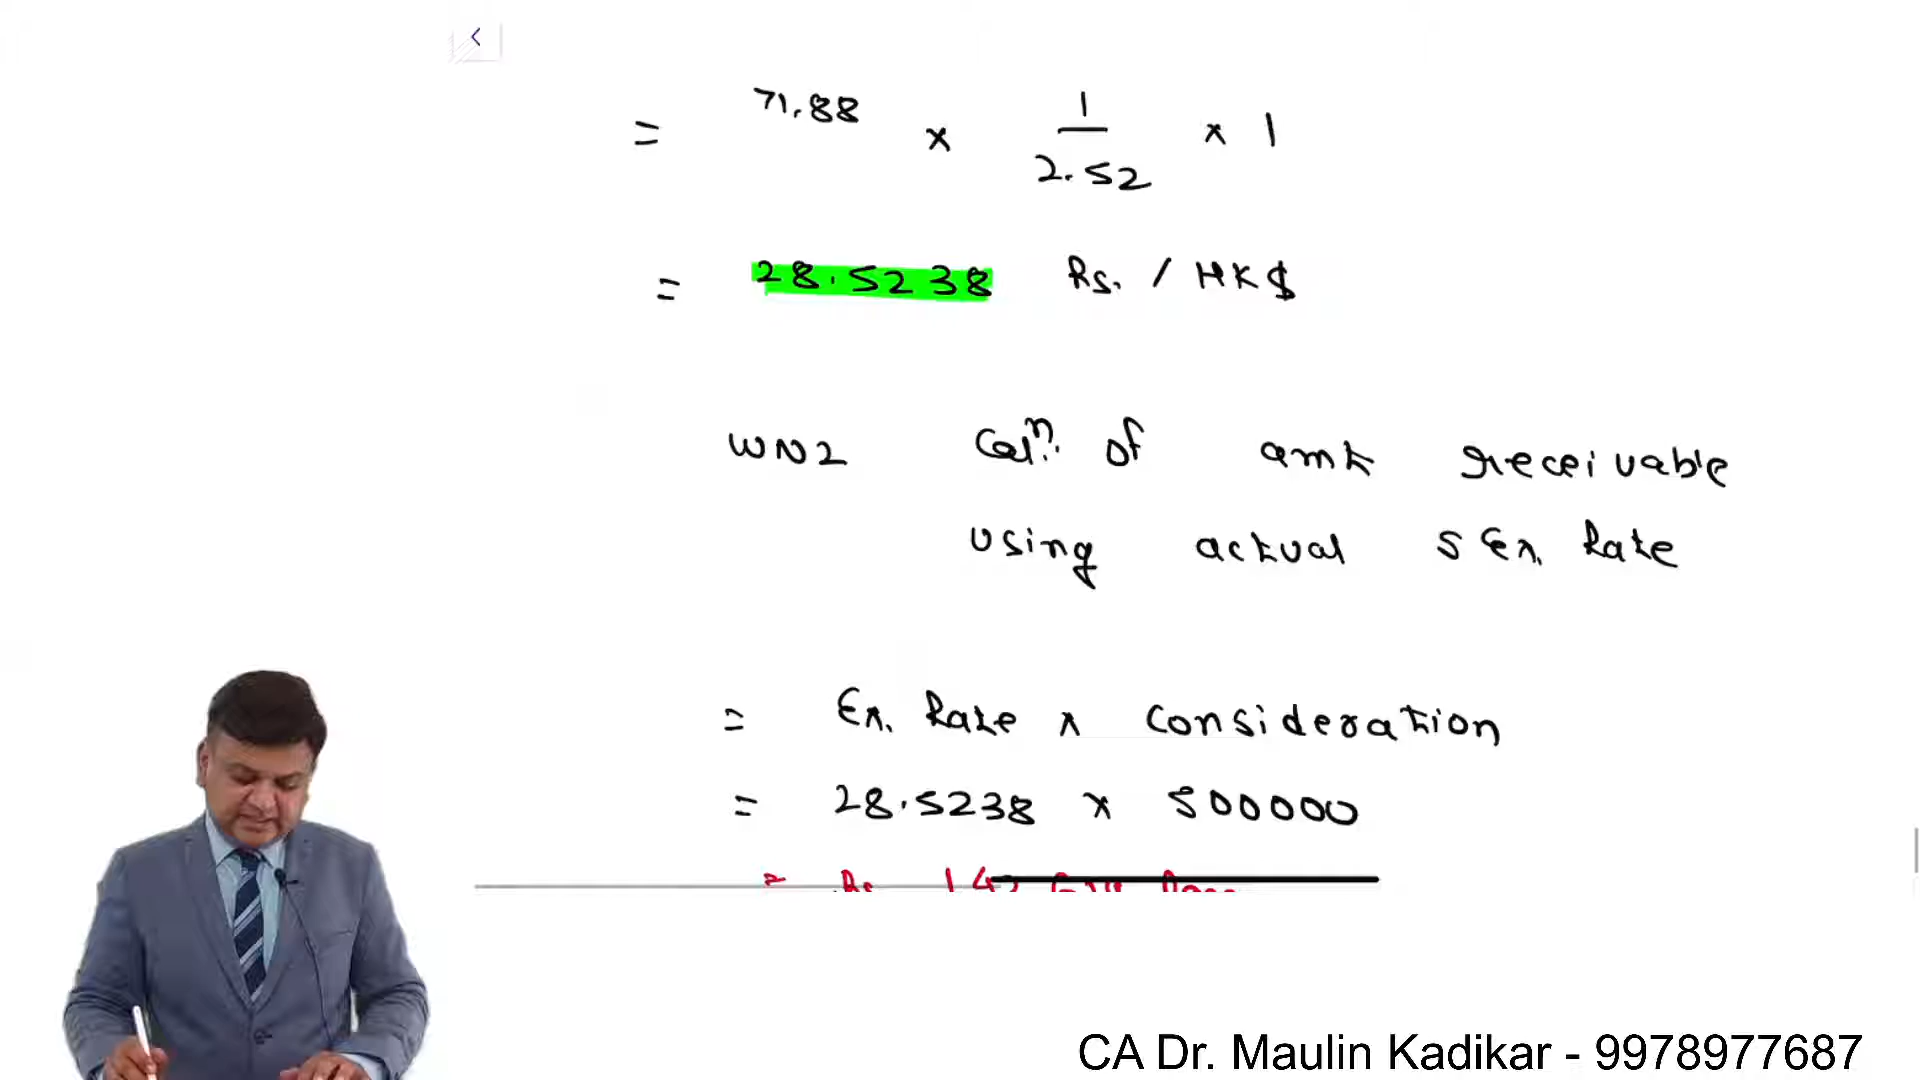 <
= 71.88 x 1/2.52 x 1
= 28.5238 Rs. / HK$
WN2 Caln. of amt receivable
using actual S Ex. Rate
= Ex. Rate x consideration
= 28.5238 x 500000
= Rs.
CA Dr. Maulin Kadikar - 9978977687